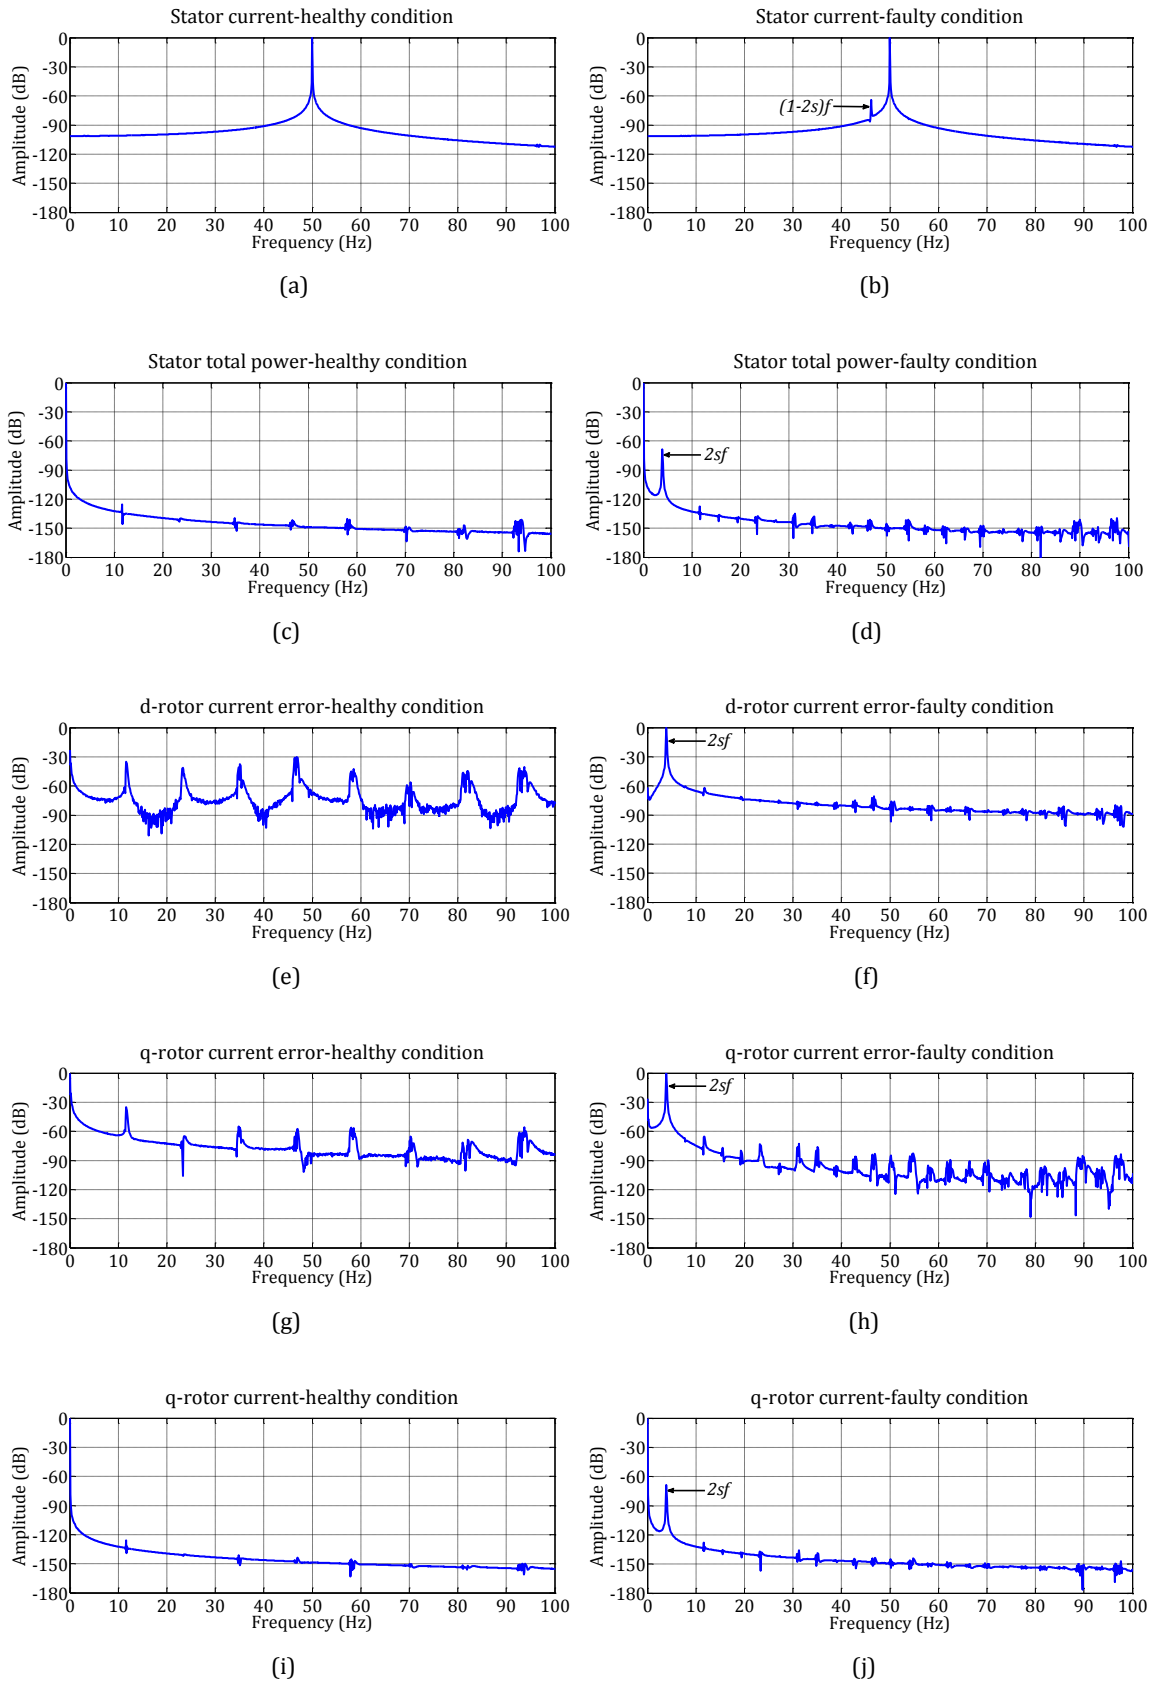 Stator current-healthy condition
Amplitude (dB)
0
-30
-60
-90
-120
-150
-180
0 10 20 30 40 50 60 70 80 90 100
Frequency (Hz)
(a)
Stator current-faulty condition
Amplitude (dB)
0
-30
-60
-90
-120
-150
-180
(1-2s)f
0 10 20 30 40 50 60 70 80 90 100
Frequency (Hz)
(b)
Stator total power-healthy condition
Amplitude (dB)
0
-30
-60
-90
-120
-150
-180
0 10 20 30 40 50 60 70 80 90 100
Frequency (Hz)
(c)
Stator total power-faulty condition
Amplitude (dB)
0
-30
-60
-90
-120
-150
-180
2sf
0 10 20 30 40 50 60 70 80 90 100
Frequency (Hz)
(d)
d-rotor current error-healthy condition
Amplitude (dB)
0
-30
-60
-90
-120
-150
-180
0 10 20 30 40 50 60 70 80 90 100
Frequency (Hz)
(e)
d-rotor current error-faulty condition
Amplitude (dB)
0
-30
-60
-90
-120
-150
-180
2sf
0 10 20 30 40 50 60 70 80 90 100
Frequency (Hz)
(f)
q-rotor current error-healthy condition
Amplitude (dB)
0
-30
-60
-90
-120
-150
-180
0 10 20 30 40 50 60 70 80 90 100
Frequency (Hz)
(g)
q-rotor current error-faulty condition
Amplitude (dB)
0
-30
-60
-90
-120
-150
-180
2sf
0 10 20 30 40 50 60 70 80 90 100
Frequency (Hz)
(h)
q-rotor current-healthy condition
Amplitude (dB)
0
-30
-60
-90
-120
-150
-180
0 10 20 30 40 50 60 70 80 90 100
Frequency (Hz)
(i)
q-rotor current-faulty condition
Amplitude (dB)
0
-30
-60
-90
-120
-150
-180
2sf
0 10 20 30 40 50 60 70 80 90 100
Frequency (Hz)
(j)